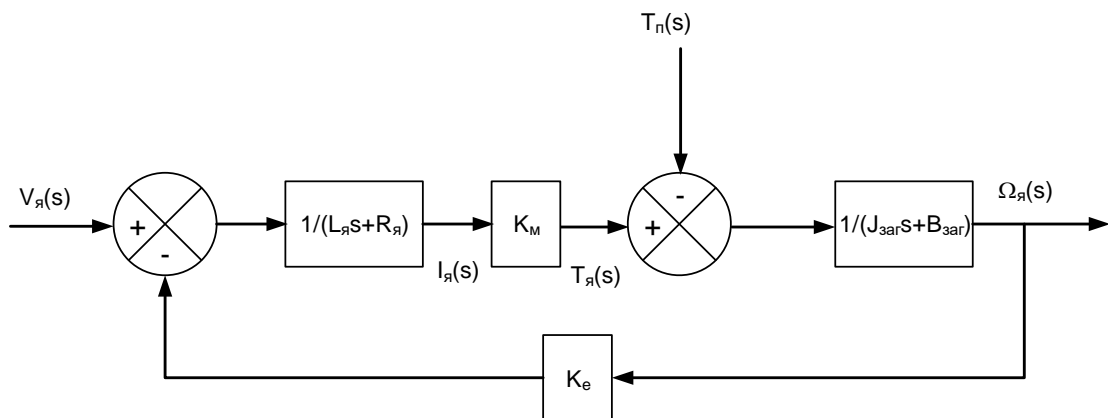 Tп(s)
Vя(s)
+
-
1/(Lяs+Rя)
Iя(s)
Kм
Tя(s)
-
+
1/(Jзагs+Bзаг)
Ωя(s)
Ke